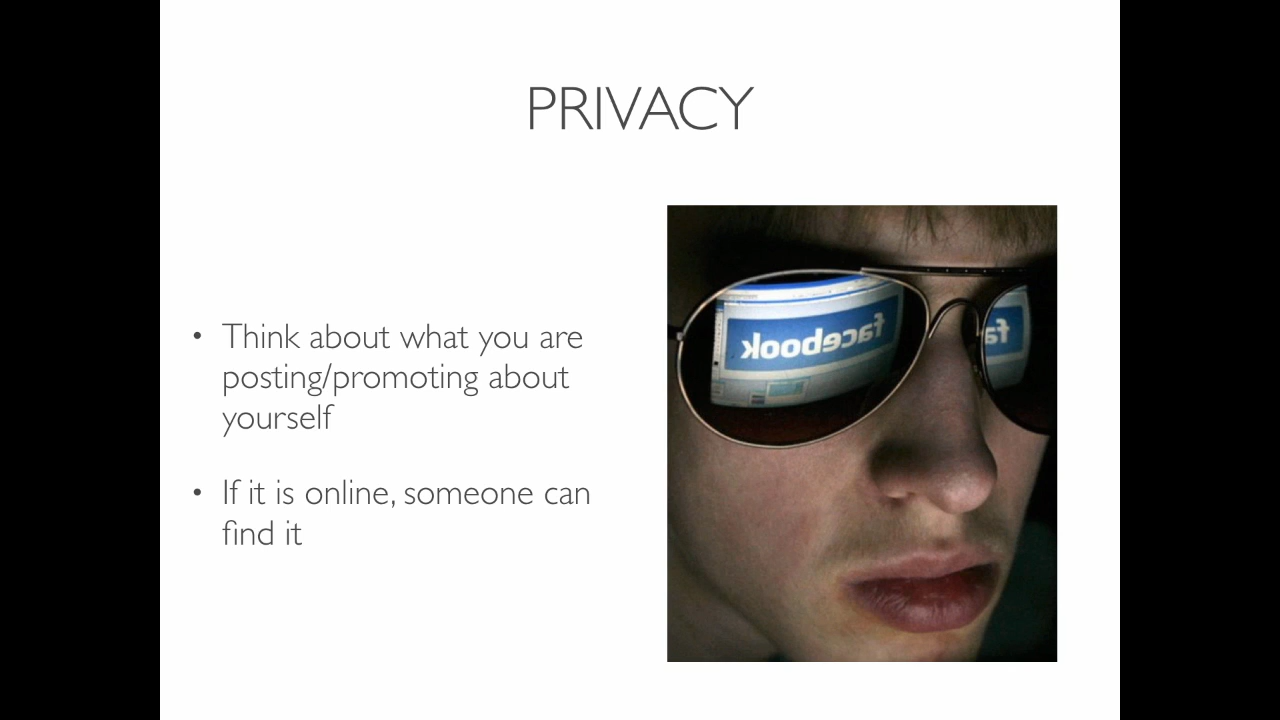 PRIVACY
• Think about what you are
posting/promoting about
yourself
• If it is online, someone can
find it
facebook
fa